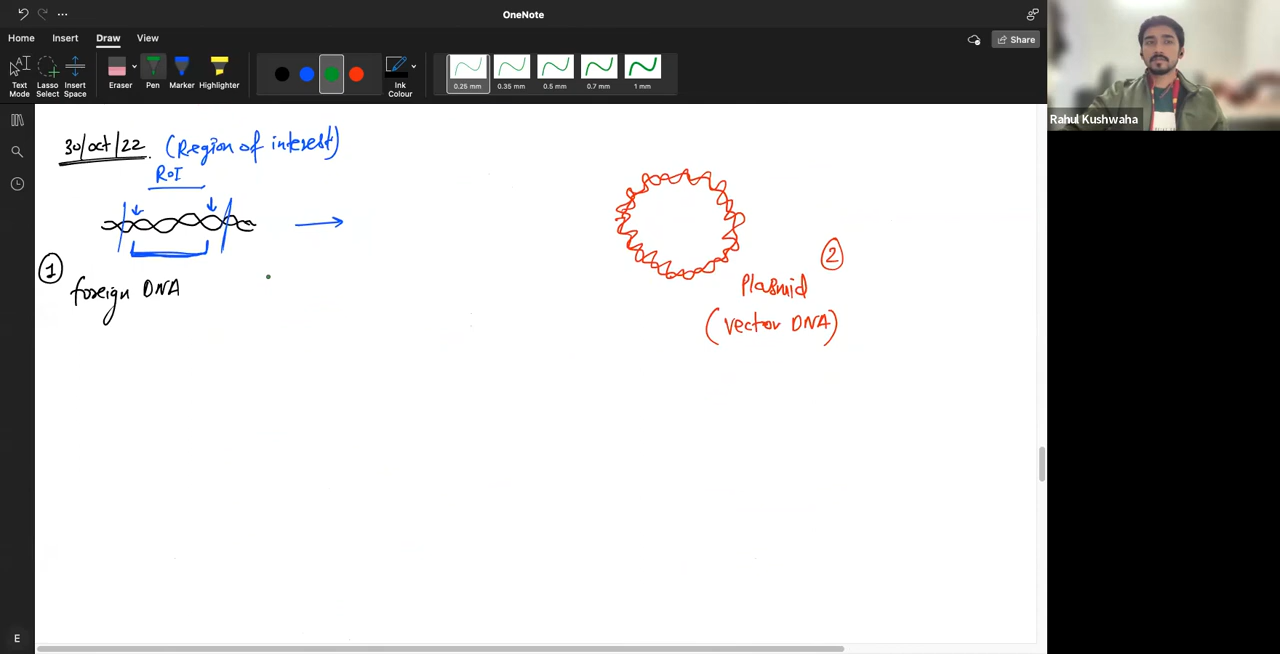 OneNote
Home Insert Draw View
Share
Text Mode
Lasso Select
Insert Space
Eraser
Pen
Marker
Highlighter
Ink Colour
0.25 mm
0.35 mm
0.5 mm
0.7 mm
1 mm
Rahul Kushwaha
30/oct/22. (Region of interest)
ROI
1
foreign DNA
2
Plasmid
(vector DNA)
E